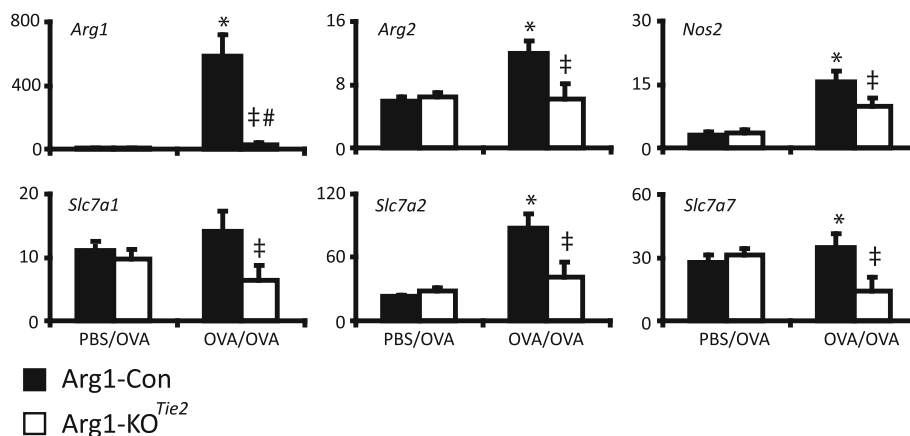 800 Arg1 * 16 Arg2 * 30 Nos2
400 ‡# 8 ‡ 15 * ‡
0 0 0
20 Slc7a1 120 Slc7a2 * 60 Slc7a7
10 ‡ 60 ‡ 30 * ‡
0 0 0
PBS/OVA OVA/OVA PBS/OVA OVA/OVA PBS/OVA OVA/OVA
Arg1-Con
Arg1-KO^Tie2